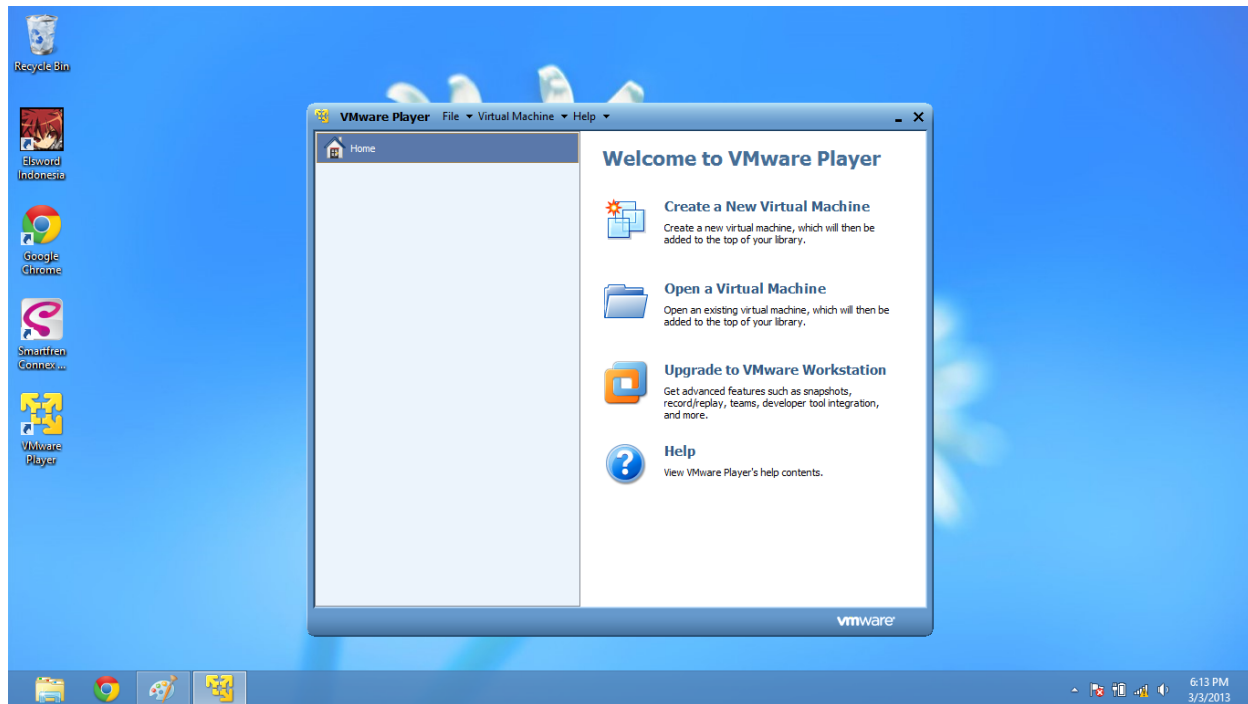 Recycle Bin
Elsword
Indonesia
Google
Chrome
Smartfren
Connex ...
VMware
Player
VMware Player File Virtual Machine Help
Home
Welcome to VMware Player
Create a New Virtual Machine
Create a new virtual machine, which will then be
added to the top of your library.
Open a Virtual Machine
Open an existing virtual machine, which will then be
added to the top of your library.
Upgrade to VMware Workstation
Get advanced features such as snapshots,
record/replay, teams, developer tool integration,
and more.
Help
View VMware Player's help contents.
vmware
6:13 PM
3/3/2013